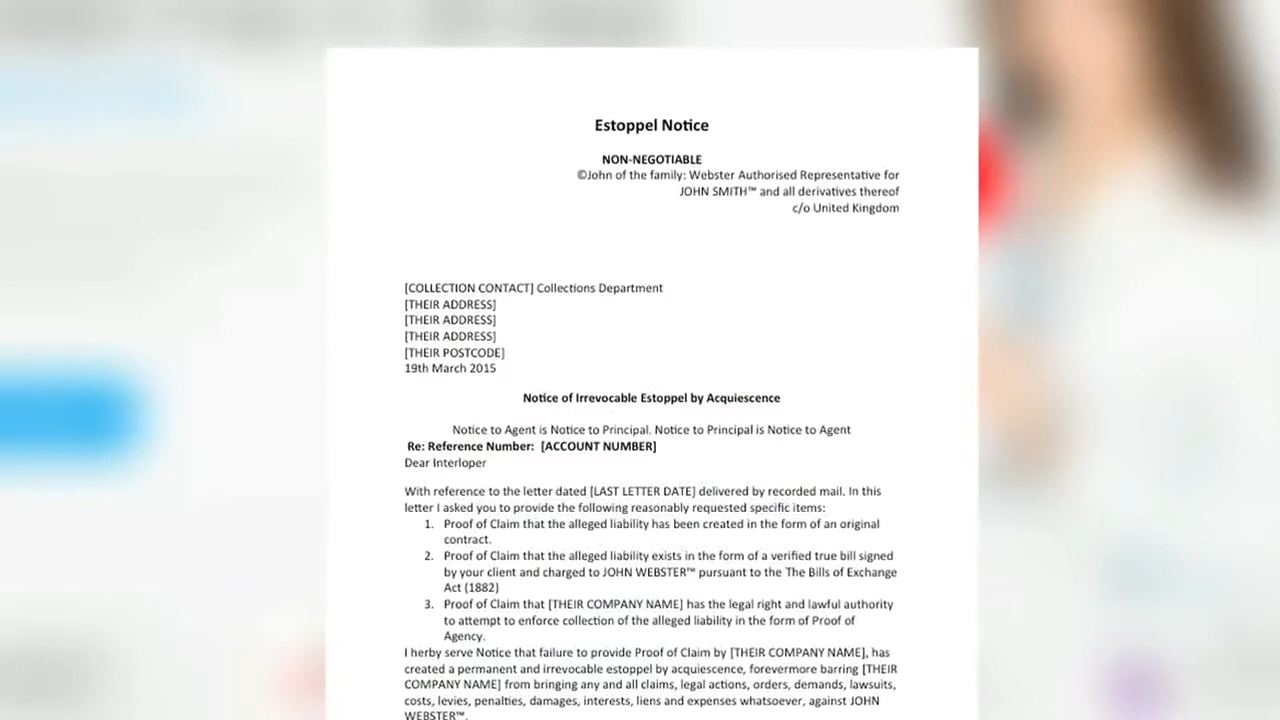 Estoppel Notice
NON-NEGOTIABLE
©John of the family: Webster Authorised Representative for
JOHN SMITH™ and all derivatives thereof
c/o United Kingdom
[COLLECTION CONTACT] Collections Department
[THEIR ADDRESS]
[THEIR ADDRESS]
[THEIR ADDRESS]
[THEIR POSTCODE]
19th March 2015
Notice of Irrevocable Estoppel by Acquiescence
Notice to Agent is Notice to Principal. Notice to Principal is Notice to Agent
Re: Reference Number: [ACCOUNT NUMBER]
Dear Interloper
With reference to the letter dated [LAST LETTER DATE] delivered by recorded mail. In this
letter I asked you to provide the following reasonably requested specific items:
1. Proof of Claim that the alleged liability has been created in the form of an original
contract.
2. Proof of Claim that the alleged liability exists in the form of a verified true bill signed
by your client and charged to JOHN WEBSTER™ pursuant to the The Bills of Exchange
Act (1882)
3. Proof of Claim that [THEIR COMPANY NAME] has the legal right and lawful authority
to attempt to enforce collection of the alleged liability in the form of Proof of
Agency.
I herby serve Notice that failure to provide Proof of Claim by [THEIR COMPANY NAME], has
created a permanent and irrevocable estoppel by acquiescence, forevermore barring [THEIR
COMPANY NAME] from bringing any and all claims, legal actions, orders, demands, lawsuits,
costs, levies, penalties, damages, interests, liens and expenses whatsoever, against JOHN
WEBSTER™.